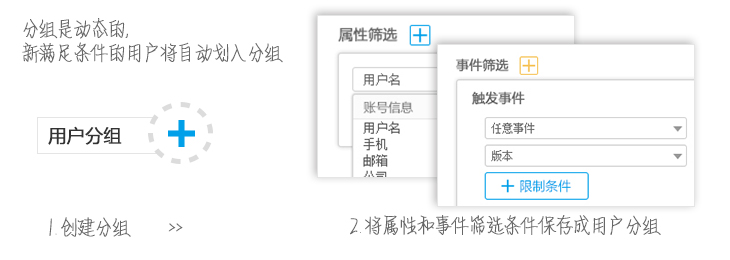 分组是动态的,
新满足条件的用户将自动划入分组
用户分组
1.创建分组 >>
属性筛选
用户名
账号信息
用户名
手机
邮箱
公司
事件筛选
触发事件
任意事件
版本
限制条件
2.将属性和事件筛选条件保存成用户分组